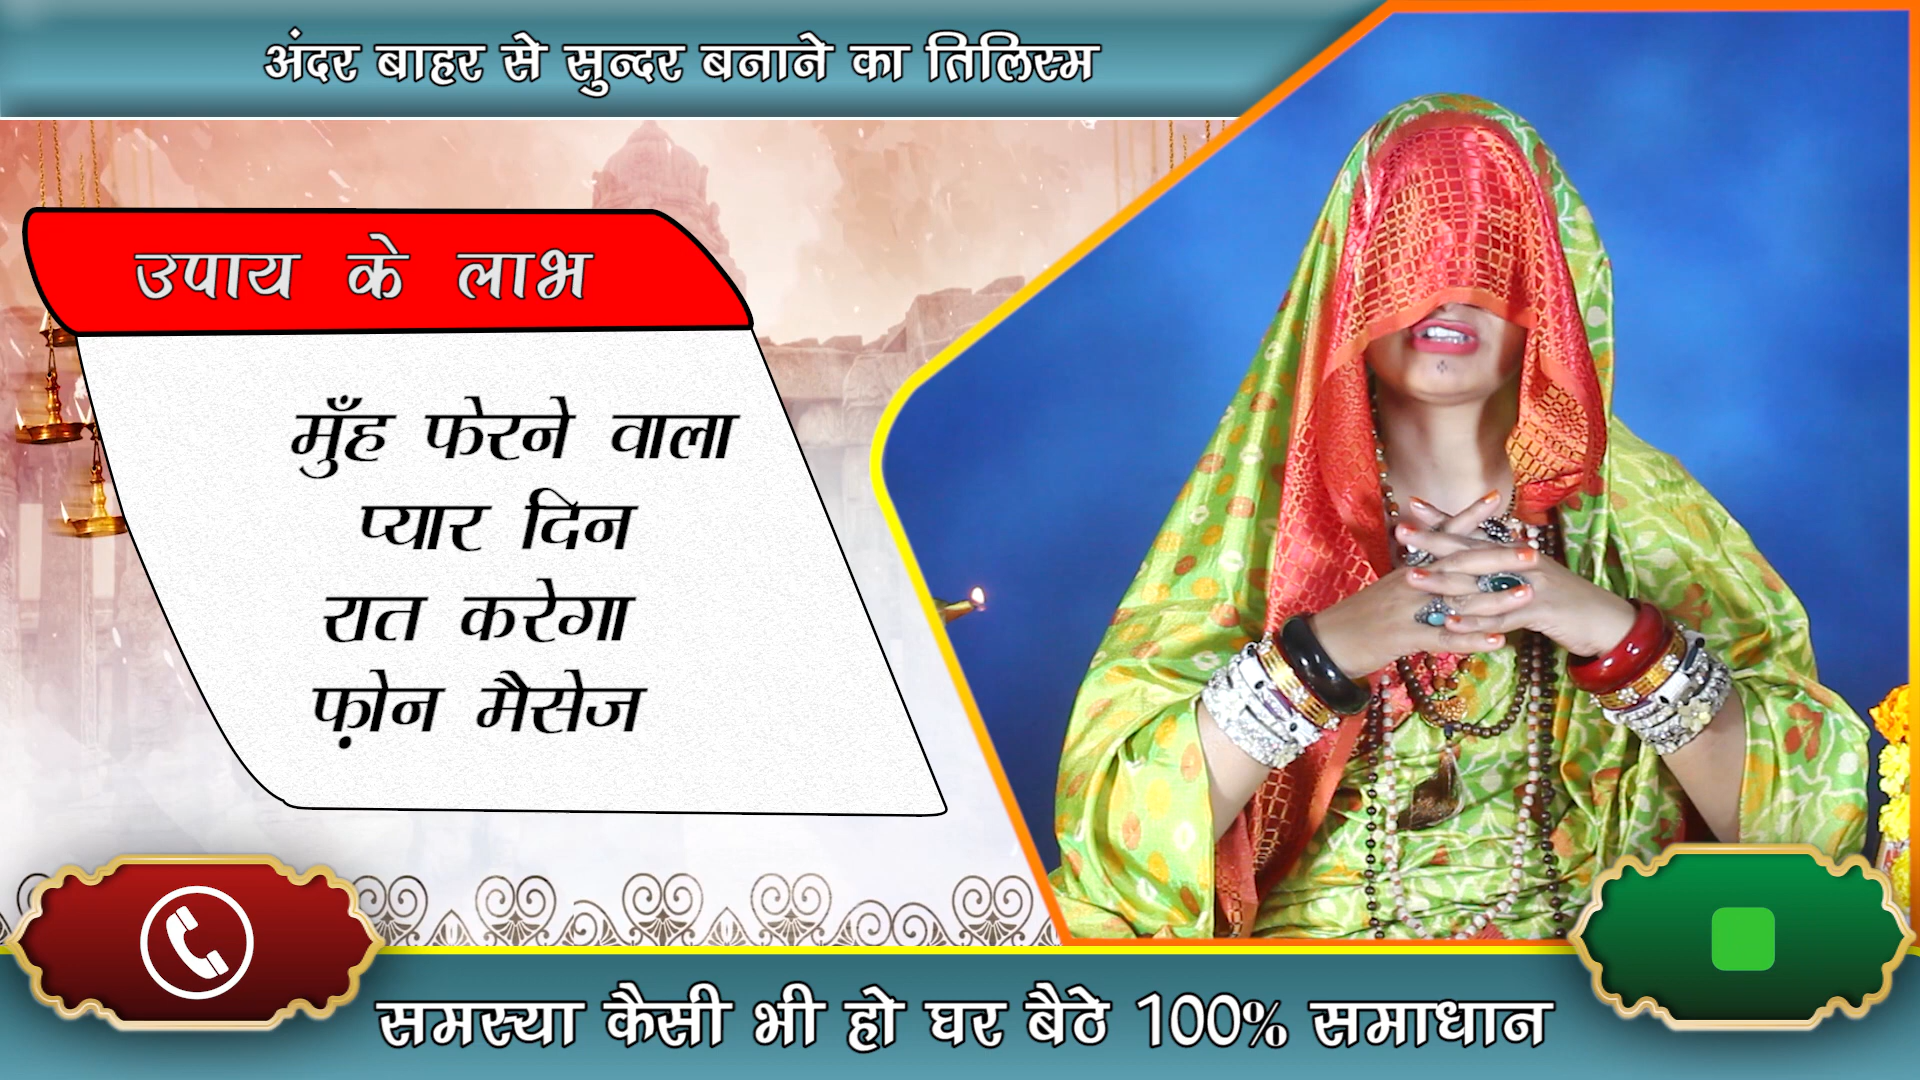 अंदर बाहर से सुन्दर बनाने का तिलिस्म
उपाय के लाभ
मुँह फेरने वाला
प्यार दिन
रात करेगा
फ़ोन मैसेज
समस्या कैसी भी हो घर बैठे 100% समाधान